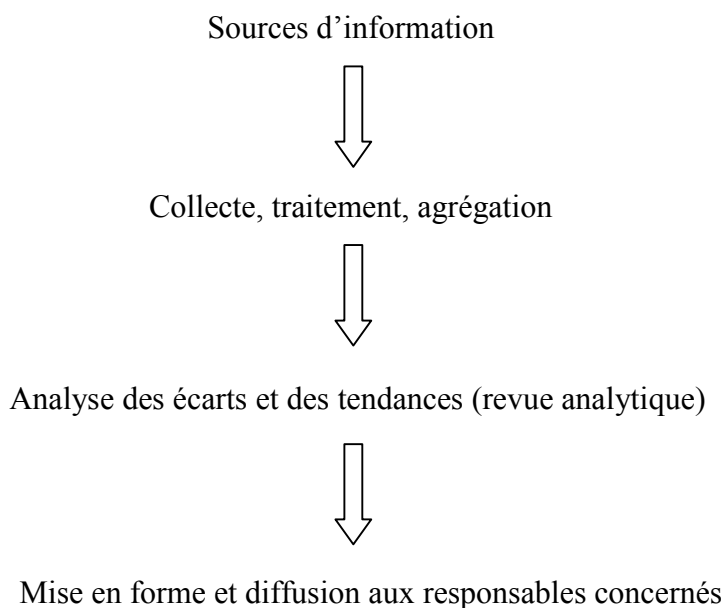 Sources d’information
Collecte, traitement, agrégation
Analyse des écarts et des tendances (revue analytique)
Mise en forme et diffusion aux responsables concernés